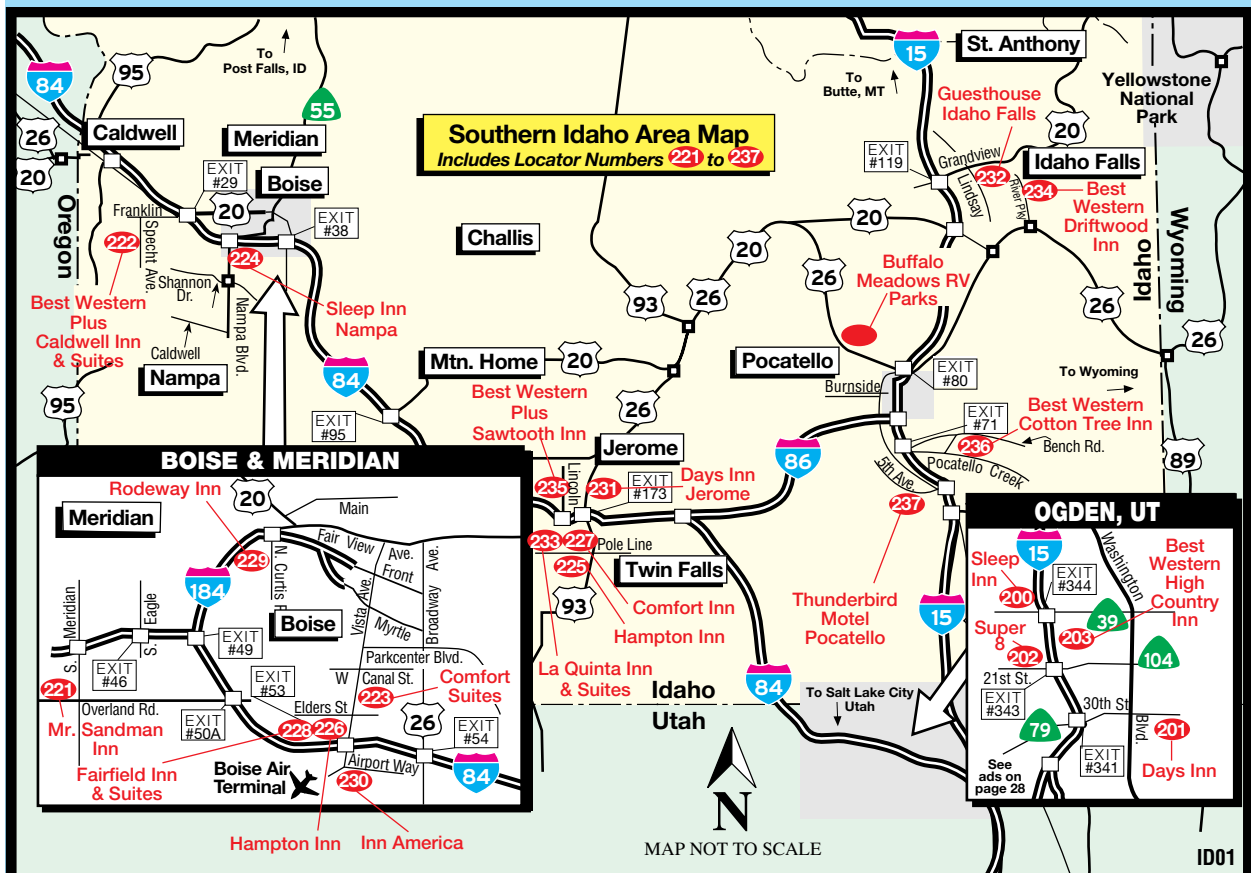 Southern Idaho Area Map
Includes Locator Numbers 221 to 237
84
95
To
Post Falls, ID
55
26
20
Caldwell
Meridian
Boise
EXIT
#29
20
EXIT
#38
Oregon
Franklin
Specht Ave.
222
Best Western
Plus
Caldwell Inn
& Suites
224
Sleep Inn
Nampa
Shannon
Dr.
Nampa Blvd.
Caldwell
Nampa
95
84
EXIT
#95
Mtn. Home
20
Challis
93
26
20
20
26
26
15
St. Anthony
To
Butte, MT
Yellowstone
National
Park
Guesthouse
Idaho Falls
20
EXIT
#119
Grandview
Idaho Falls
232
Lindsay
River Pky.
234
Best
Western
Driftwood
Inn
Idaho
Wyoming
26
26
Buffalo
Meadows RV
Parks
Pocatello
Burnside
EXIT
#80
To Wyoming
EXIT
#71
Best Western
Cotton Tree Inn
236
Bench Rd.
Pocatello Creek
89
5th Ave.
237
Thunderbird
Motel
Pocatello
15
86
Best Western
Plus
Sawtooth Inn
Jerome
235
Lincoln
231
EXIT
#173
Days Inn
Jerome
233
227
Pole Line
225
Twin Falls
93
Comfort Inn
Hampton Inn
La Quinta Inn
& Suites
Idaho
Utah
84
To Salt Lake City
Utah
BOISE & MERIDIAN
Rodeway Inn
20
Main
Meridian
229
N. Curtis
Fair View
Ave.
Front
Myrtle
Vista Ave.
Broadway Ave.
184
S. Meridian
S. Eagle
Boise
EXIT
#49
EXIT
#46
Parkcenter Blvd.
W Canal St.
223
Comfort
Suites
221
Overland Rd.
Mr. Sandman
Inn
EXIT
#50A
#53
Elders St
228
226
26
EXIT
#54
84
Fairfield Inn
& Suites
Boise Air
Terminal
Airport Way
230
Hampton Inn
Inn America
OGDEN, UT
15
Washington
Blvd.
Sleep
Inn
200
EXIT
#344
Best
Western
High
Country
Inn
39
203
Super
8
202
104
21st St.
EXIT
#343
30th St
79
201
EXIT
#341
Days Inn
See
ads on
page 28
N
MAP NOT TO SCALE
ID01